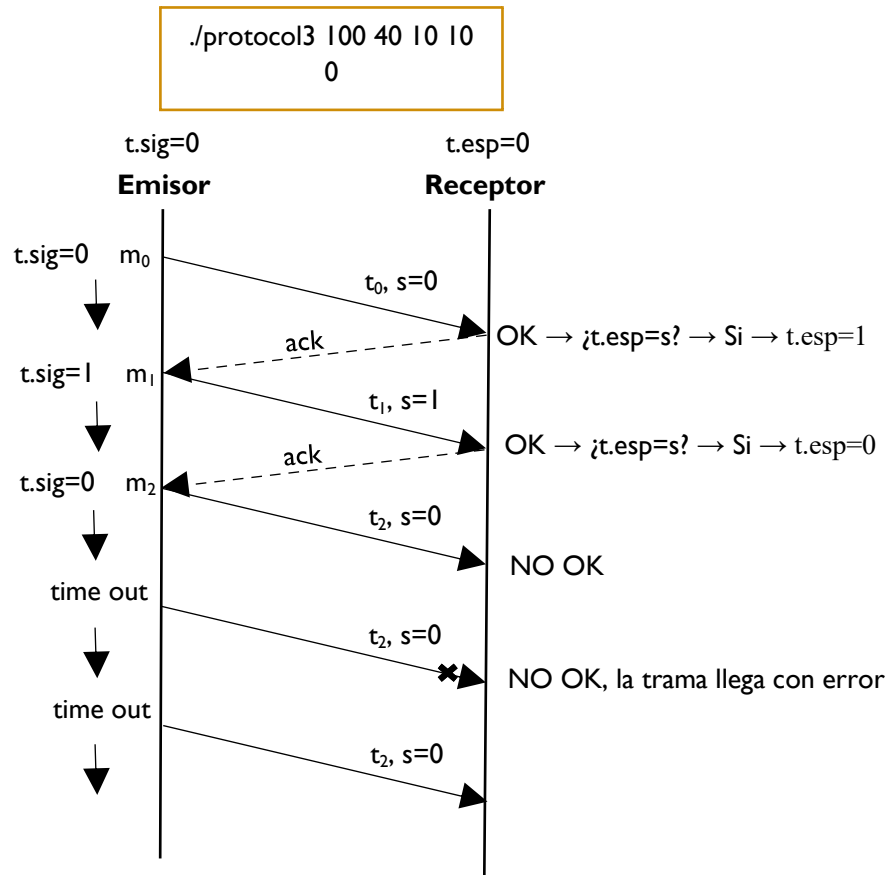 ./protocol3 100 40 10 10
0
t.sig=0 t.esp=0
Emisor Receptor
t.sig=0 m₀
t₀, s=0
OK → ¿t.esp=s? → Si → t.esp=1
ack
t.sig=1 m₁
t₁, s=1
OK → ¿t.esp=s? → Si → t.esp=0
ack
t.sig=0 m₂
t₂, s=0
NO OK
time out
t₂, s=0
NO OK, la trama llega con error
time out
t₂, s=0